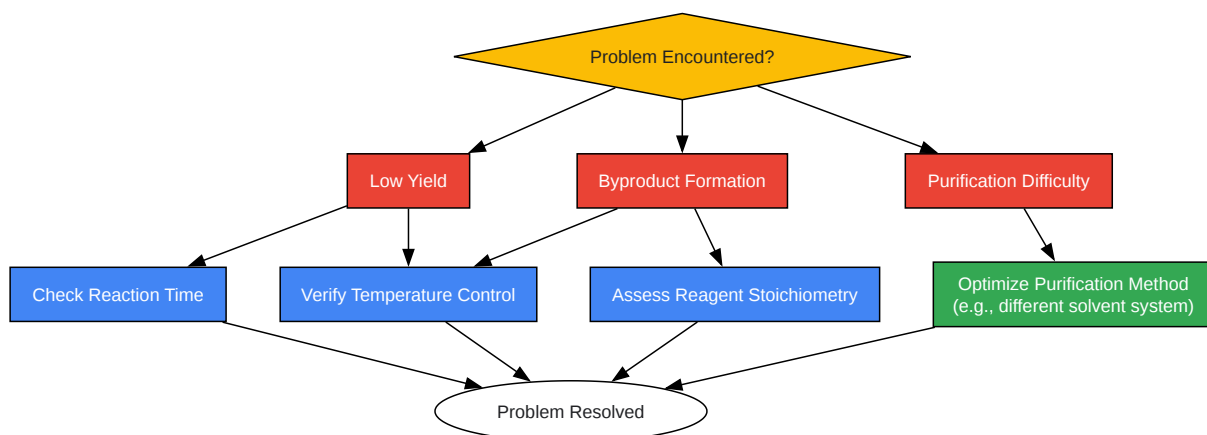 Problem Encountered?
Low Yield
Byproduct Formation
Purification Difficulty
Check Reaction Time
Verify Temperature Control
Assess Reagent Stoichiometry
Optimize Purification Method
(e.g., different solvent system)
Problem Resolved